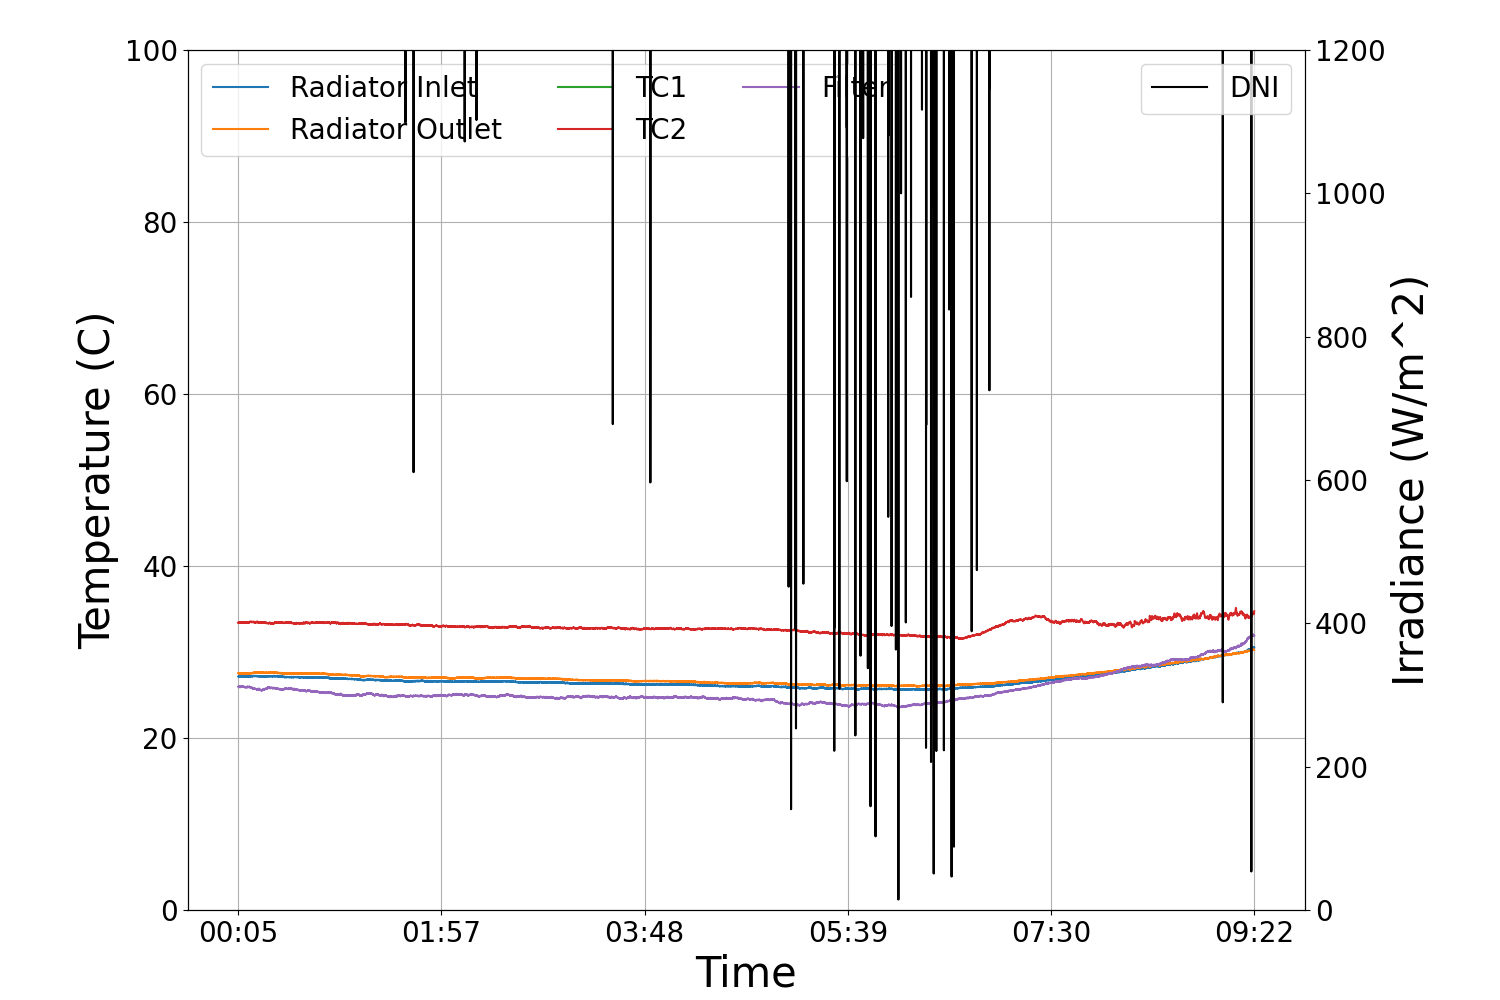 100
80
60
40
20
0
Temperature (C)
Radiator Inlet
Radiator Outlet
TC1
TC2
Filter
DNI
1200
1000
800
600
400
200
0
Irradiance (W/m^2)
00:05 01:57 03:48 05:39 07:30 09:22
Time